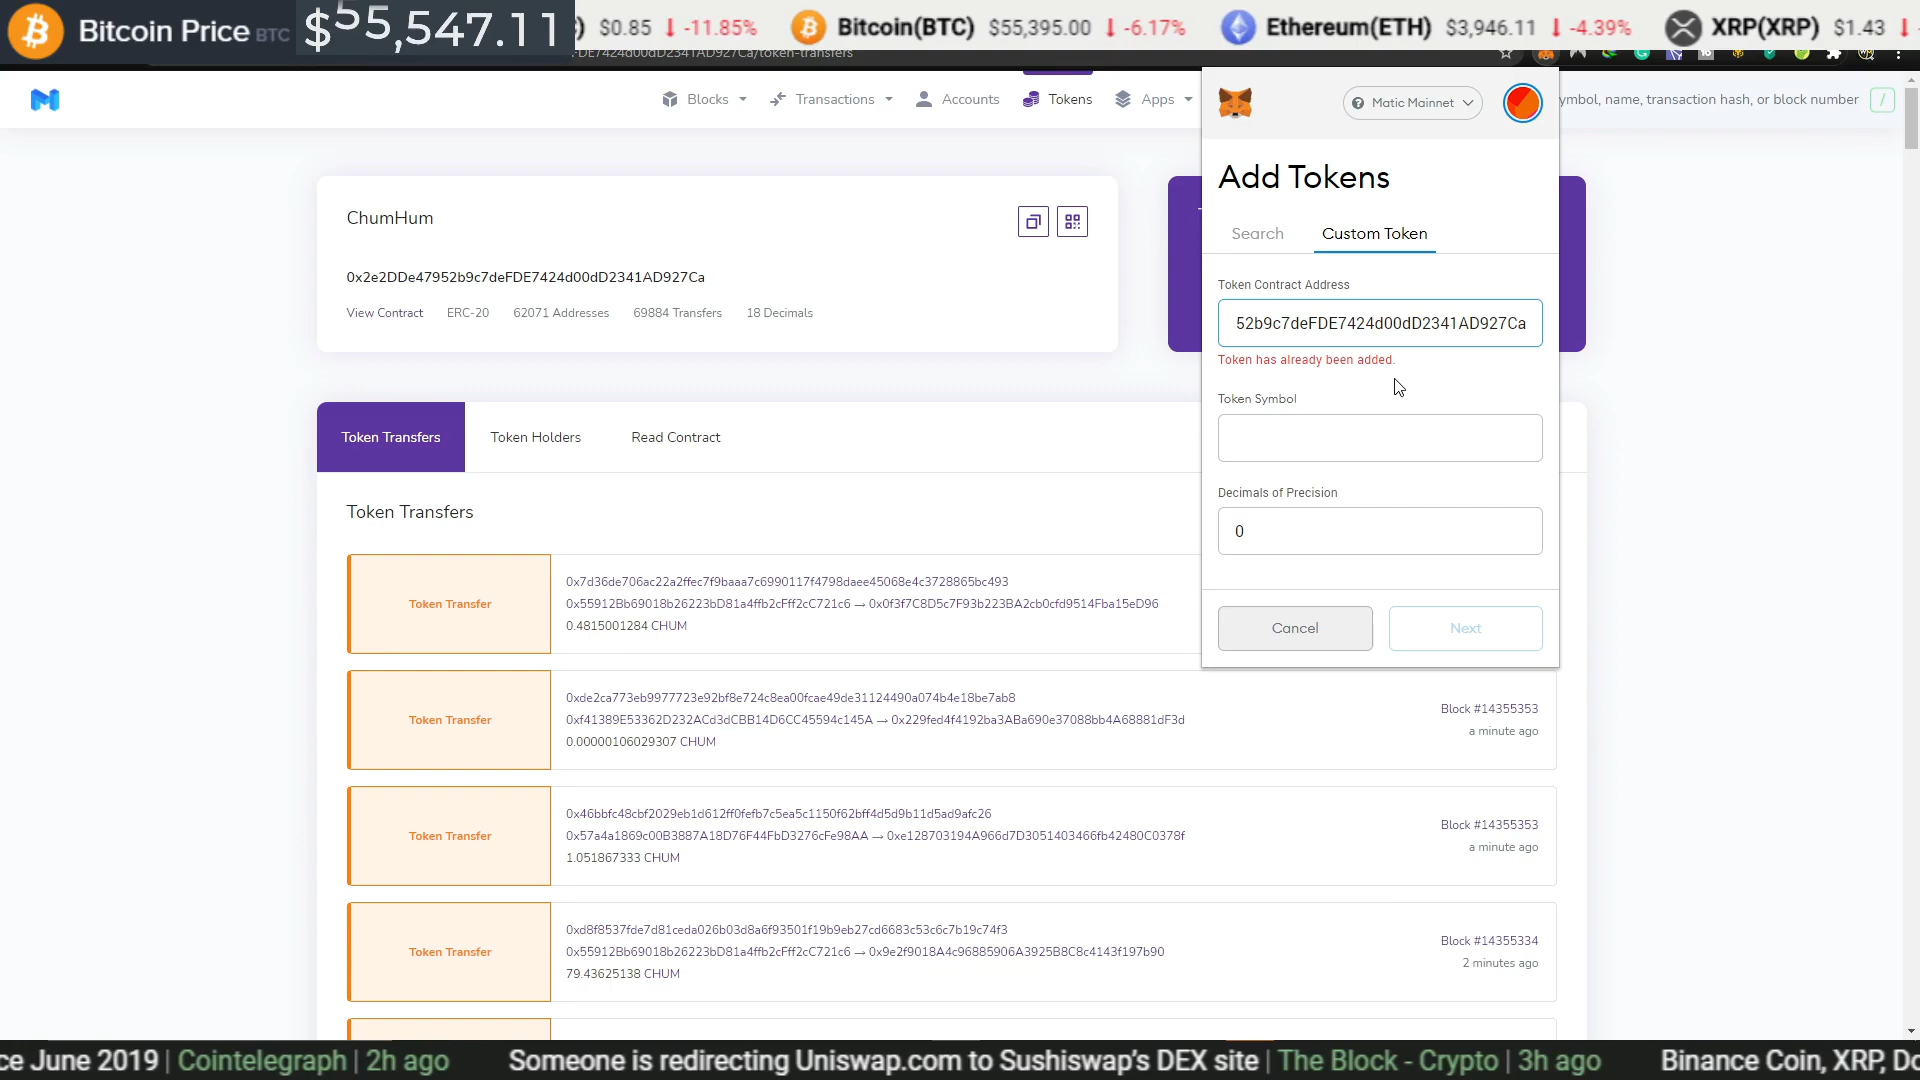 Bitcoin Price BTC $55,547.11
$0.85 -11.85% Bitcoin(BTC) $55,395.00 -6.17% Ethereum(ETH) $3,946.11 -4.39% XRP(XRP) $1.43
-DE7424d00dD2341AD927Ca/token-transfers
Blocks Transactions Accounts Tokens Apps
ymbol, name, transaction hash, or block number /
ChumHum
0x2e2DDe47952b9c7deFDE7424d00dD2341AD927Ca
View Contract ERC-20 62071 Addresses 69884 Transfers 18 Decimals
Token Transfers Token Holders Read Contract
Token Transfers
Token Transfer
0x7d36de706ac22a2ffec7f9baaa7c6990117f4798daee45068e4c3728865bc493
0x55912Bb69018b26223bD81a4ffb2cFff2cC721c6 → 0x0f3f7C8D5c7F93b223BA2cb0cfd9514Fba15eD96
0.4815001284 CHUM
Token Transfer
0xde2ca773eb9977723e92bf8e724c8ea00fcae49de31124490a074b4e18be7ab8
0xf41389E53362D232ACd3dCBB14D6CC45594c145A → 0x229fed4f4192ba3ABa690e37088bb4A68881dF3d
0.00000106029307 CHUM
Block #14355353
a minute ago
Token Transfer
0x46bbfc48cbf2029eb1d612ff0fefb7c5ea5c1150f62bff4d5d9b11d5ad9afc26
0x57a4a1869c00B3887A18D76F44FbD3276cFe98AA → 0xe128703194A966d7D3051403466fb42480C0378f
1.051867333 CHUM
Block #14355353
a minute ago
Token Transfer
0xd8f8537fde7d81ceda026b03d8a6f93501f19b9eb27cd6683c53c6c7b19c74f3
0x55912Bb69018b26223bD81a4ffb2cFff2cC721c6 → 0x9e2f9018A4c96885906A3925B8C8c4143f197b90
79.43625138 CHUM
Block #14355334
2 minutes ago
Matic Mainnet
Add Tokens
Search Custom Token
Token Contract Address
52b9c7deFDE7424d00dD2341AD927Ca
Token has already been added.
Token Symbol
Decimals of Precision
0
Cancel Next
ce June 2019 | Cointelegraph | 2h ago Someone is redirecting Uniswap.com to Sushiswap's DEX site | The Block - Crypto | 3h ago Binance Coin, XRP, Do